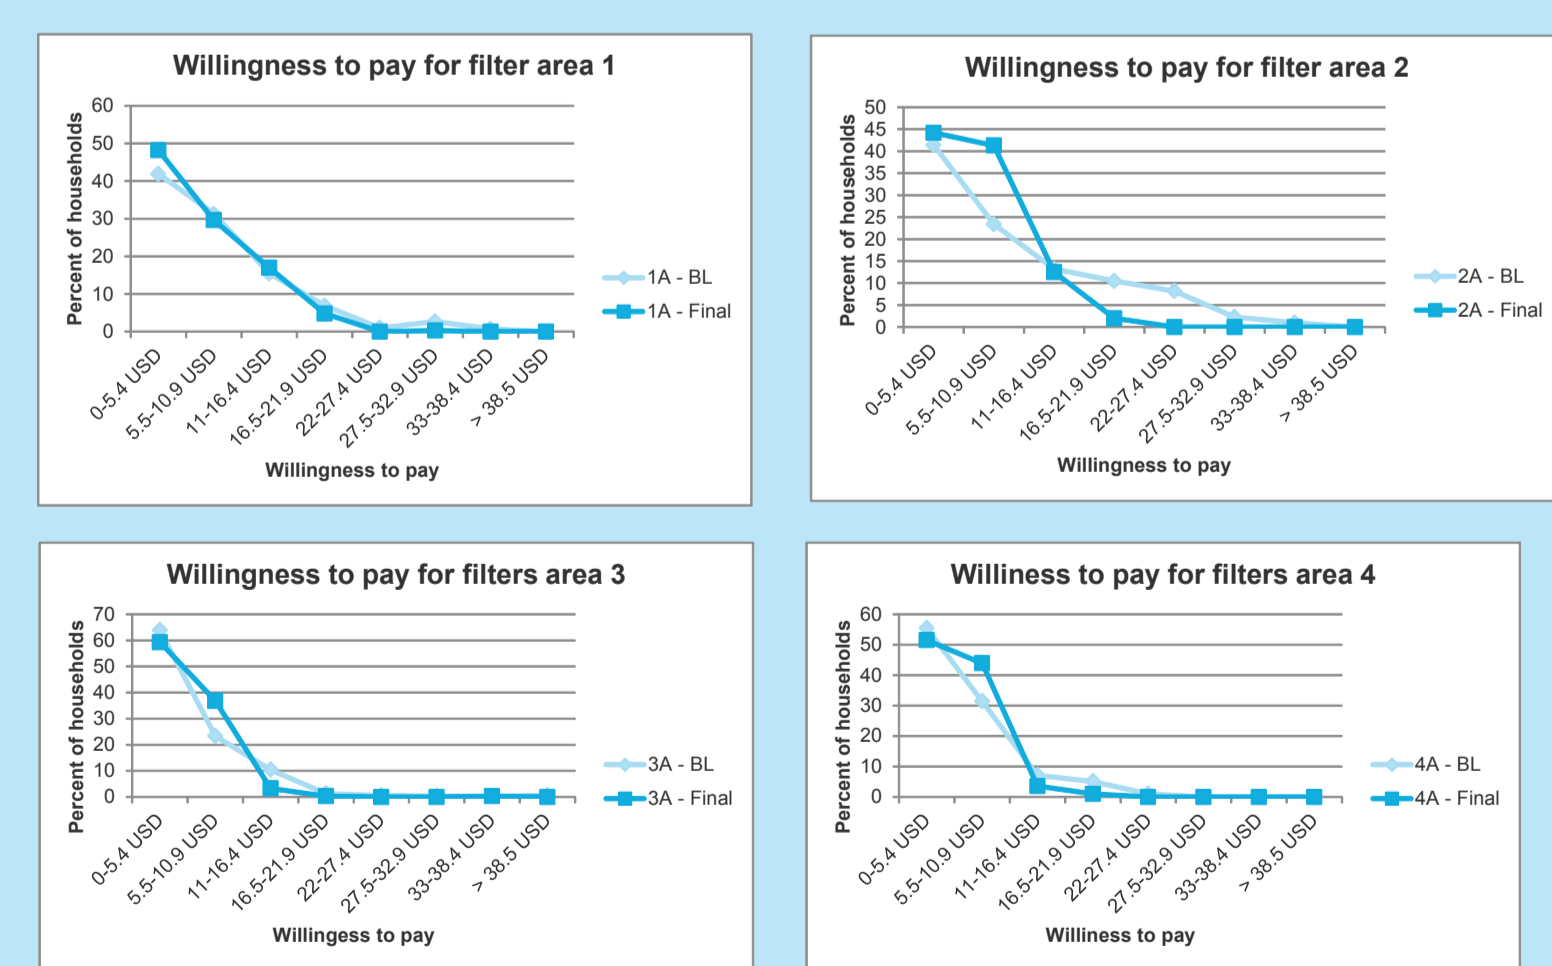 Willingness to pay for filter area 1
Percent of households
60
50
40
30
20
10
0
0-5.4 USD
5.5-10.9 USD
11-16.4 USD
16.5-21.9 USD
22-27.4 USD
27.5-32.9 USD
33-38.4 USD
> 38.5 USD
Willingness to pay
1A - BL
1A - Final
Willingness to pay for filter area 2
Percent of households
50
45
40
35
30
25
20
15
10
5
0
0-5.4 USD
5.5-10.9 USD
11-16.4 USD
16.5-21.9 USD
22-27.4 USD
27.5-32.9 USD
33-38.4 USD
> 38.5 USD
Willingness to pay
2A - BL
2A - Final
Willingness to pay for filters area 3
Percent of households
70
60
50
40
30
20
10
0
0-5.4 USD
5.5-10.9 USD
11-16.4 USD
16.5-21.9 USD
22-27.4 USD
27.5-32.9 USD
33-38.4 USD
> 38.5 USD
Willingess to pay
3A - BL
3A - Final
Williness to pay for filters area 4
Percent of households
60
50
40
30
20
10
0
0-5.4 USD
5.5-10.9 USD
11-16.4 USD
16.5-21.9 USD
22-27.4 USD
27.5-32.9 USD
33-38.4 USD
> 38.5 USD
Williness to pay
4A - BL
4A - Final